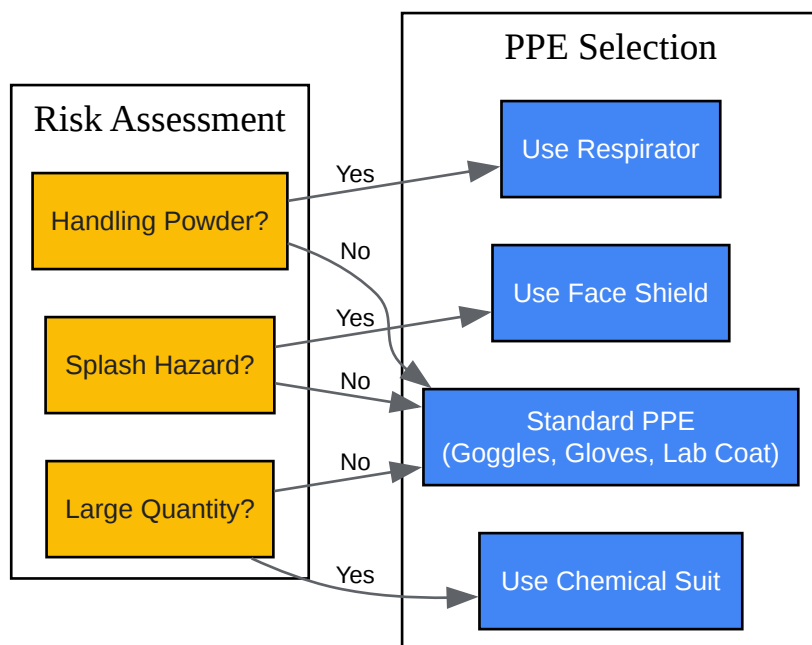 PPE Selection
Risk Assessment
Use Respirator
Yes
Handling Powder?
No
Use Face Shield
Yes
Splash Hazard?
No
Standard PPE
(Goggles, Gloves, Lab Coat)
No
Large Quantity?
Yes
Use Chemical Suit